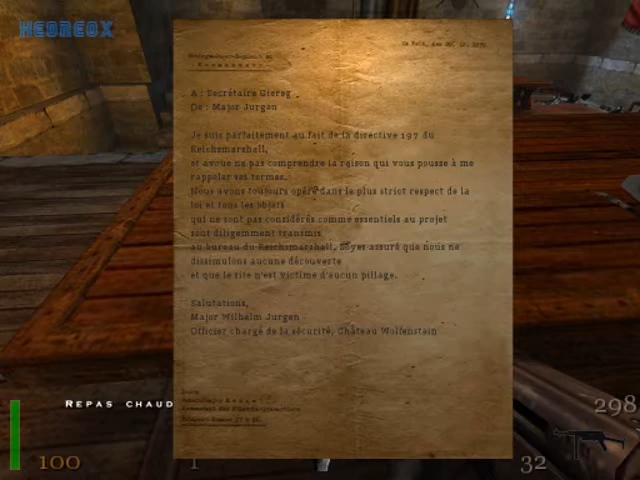 NEOREOX
A : Secrétaire Giereg
De : Major Jurgen
Je suis parfaitement au fait de la directive 197 du
Reichsmarshall,
et avoue ne pas comprendre la raison qui vous pousse à me
rappeler ses termes.
Nous avons toujours opéré dans le plus strict respect de la
loi et tous les objets
qui ne sont pas considérés comme essentiels au projet
sont diligemment transmis
au bureau du Reichsmarshall. Soyez assuré que nous ne
dissimulons aucune découverte
et que le site n'est victime d'aucun pillage.
Salutations,
Major Wilhelm Jurgen
Officier chargé de la sécurité, Château Wolfenstein
REPAS CHAUD
298
100
1
32